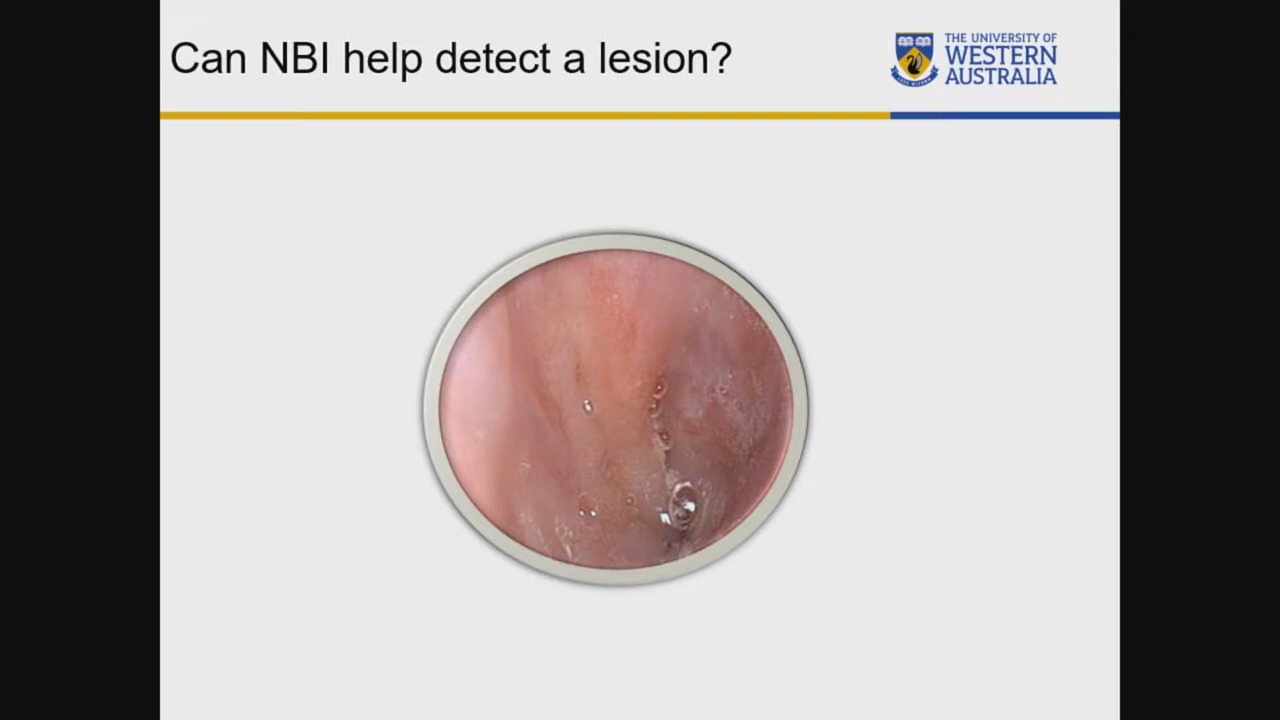 Can NBI help detect a lesion?
THE UNIVERSITY OF
WESTERN
AUSTRALIA